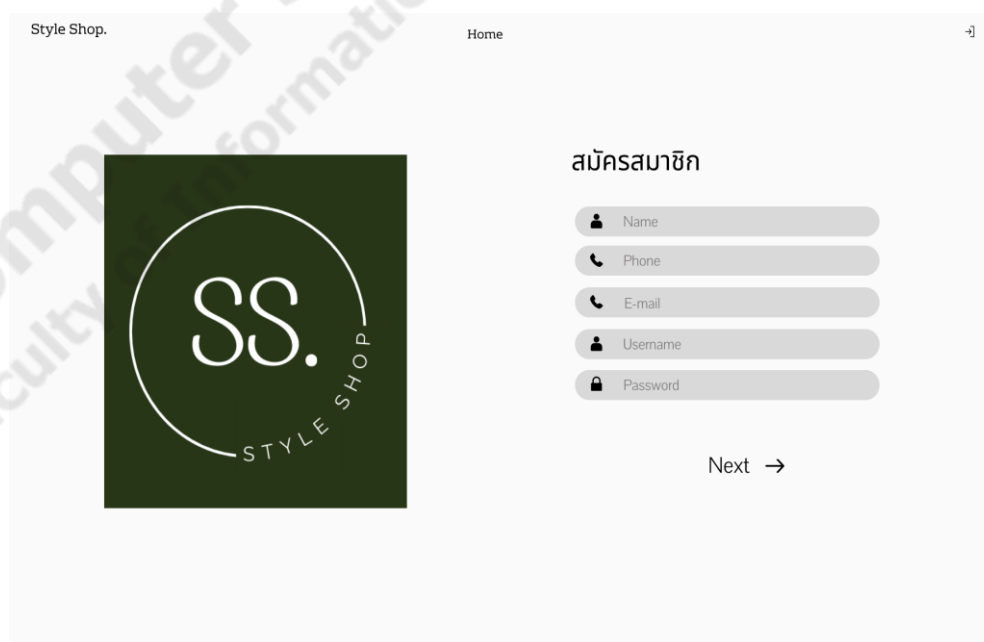 Style Shop.
Home
SS.
STYLE SHOP
สมัครสมาชิก
Name
Phone
E-mail
Username
Password
Next